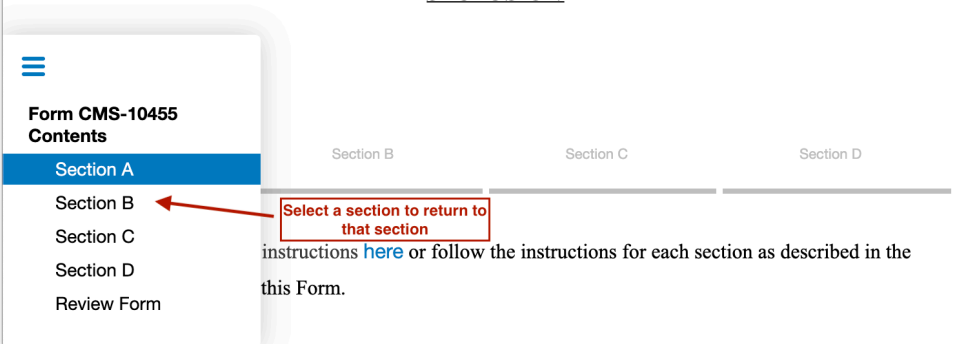 Form CMS-10455
Contents
Section A
Section B
Section C
Section D
Review Form
Section B
Section C
Section D
Select a section to return to
that section
instructions here or follow the instructions for each section as described in the
this Form.